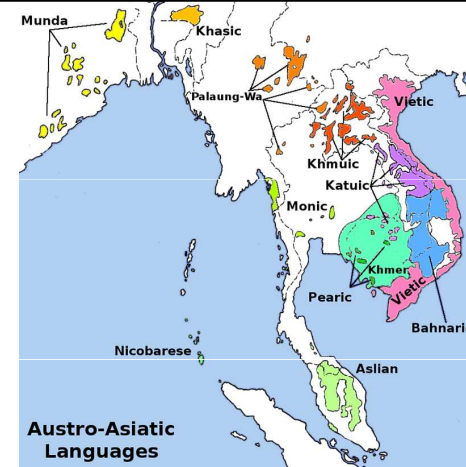 Munda
Khasic
Palaung-Wa
Vietic
Khmuic
Katuic
Monic
Khmer
Pearic
Vietic
Bahnari
Nicobarese
Aslian
Austro-Asiatic
Languages